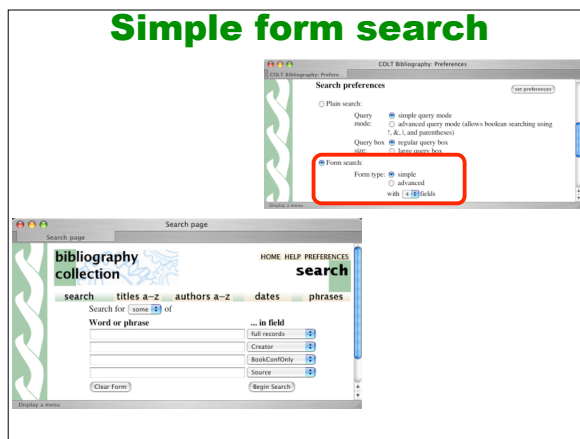 Simple form search
COLT Bibliography: Preferences
COLT Bibliography: Prefere...
Search preferences
set preferences
Plain search:
Query mode: simple query mode
advanced query mode (allows boolean searching using
!, &, |, and parentheses)
Query box size: regular query box
large query box
Form search:
Form type: simple
advanced
with 4 fields
Display a menu
Search page
Search page
bibliography collection
HOME HELP PREFERENCES
search
search titles a–z authors a–z dates phrases
Search for some of
Word or phrase ... in field
full records
Creator
BookConfOnly
Source
Clear Form Begin Search
Display a menu